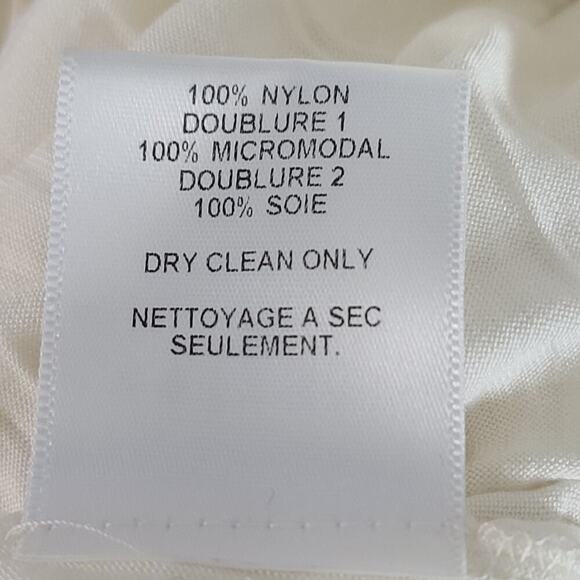 100% NYLON
DOUBLURE 1
100% MICROMODAL
DOUBLURE 2
100% SOIE
DRY CLEAN ONLY
NETTOYAGE A SEC
SEULEMENT.